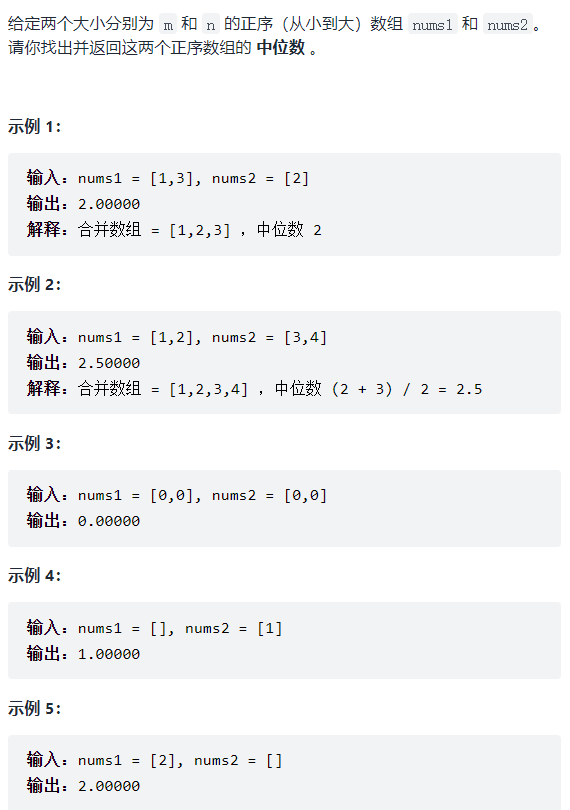 给定两个大小分别为 m 和 n 的正序（从小到大）数组 nums1 和 nums2。
请你找出并返回这两个正序数组的 中位数 。
示例 1：
输入：nums1 = [1,3], nums2 = [2]
输出：2.00000
解释：合并数组 = [1,2,3] ，中位数 2
示例 2：
输入：nums1 = [1,2], nums2 = [3,4]
输出：2.50000
解释：合并数组 = [1,2,3,4] ，中位数 (2 + 3) / 2 = 2.5
示例 3：
输入：nums1 = [0,0], nums2 = [0,0]
输出：0.00000
示例 4：
输入：nums1 = [], nums2 = [1]
输出：1.00000
示例 5：
输入：nums1 = [2], nums2 = []
输出：2.00000